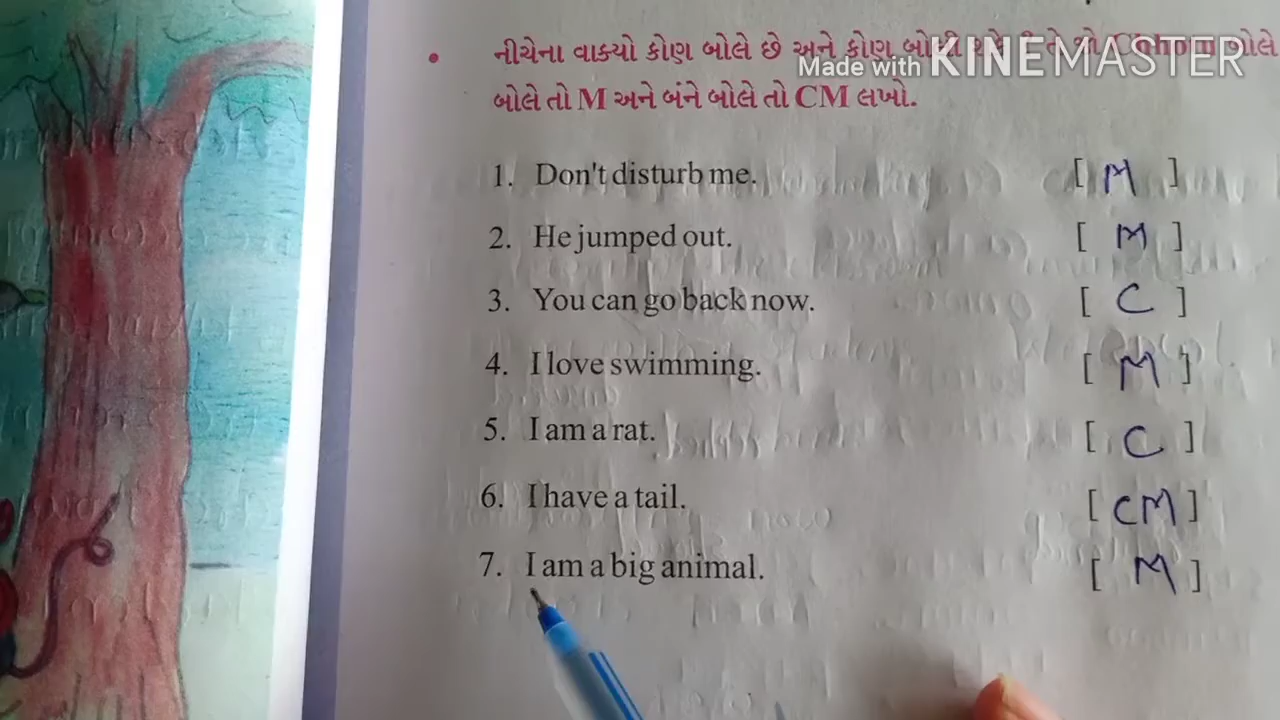 • નીચેના વાક્યો કોણ બોલે છે અને કોણ
Made with KINEMASTER
બોલે તો M અને બંને બોલે તો CM લખો.
1. Don't disturb me. [ M ]
2. He jumped out. [ M ]
3. You can go back now. [ C ]
4. I love swimming. [ M ]
5. I am a rat. [ C ]
6. I have a tail. [ CM ]
7. I am a big animal. [ M ]